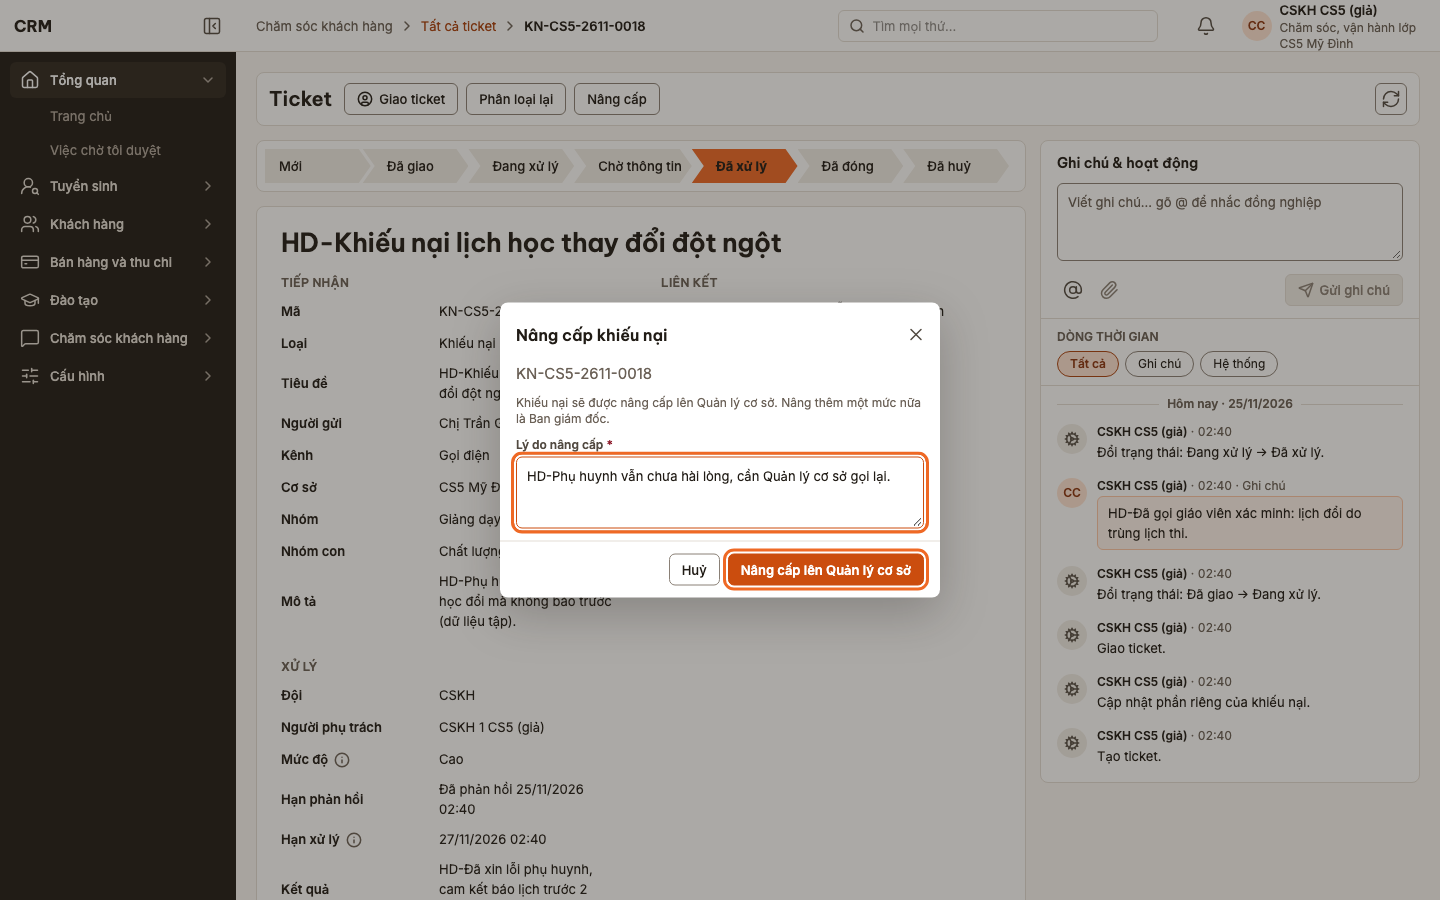 CRM
Chăm sóc khách hàng > Tất cả ticket > KN-CS5-2611-0018
Tìm mọi thứ...
CC
CSKH CS5 (giả)
Chăm sóc, vận hành lớp
CS5 Mỹ Đình
Tổng quan
Trang chủ
Việc chờ tôi duyệt
Tuyển sinh
Khách hàng
Bán hàng và thu chi
Đào tạo
Chăm sóc khách hàng
Cấu hình
Ticket
Giao ticket
Phân loại lại
Nâng cấp
Mới
Đã giao
Đang xử lý
Chờ thông tin
Đã xử lý
Đã đóng
Đã huỷ
HD-Khiếu nại lịch học thay đổi đột ngột
TIẾP NHẬN
LIÊN KẾT
Mã
KN-CS5-2
Loại
Khiếu nại
Tiêu đề
HD-Khiếu
đổi đột ng
Người gửi
Chị Trần
Kênh
Gọi điện
Cơ sở
CS5 Mỹ Đ
Nhóm
Giảng dạy
Nhóm con
Chất lượng
Mô tả
HD-Phụ h
học đổi mà không báo trước
(dữ liệu tập).
XỬ LÝ
Đội
CSKH
Người phụ trách
CSKH 1 CS5 (giả)
Mức độ
Cao
Hạn phản hồi
Đã phản hồi 25/11/2026
02:40
Hạn xử lý
27/11/2026 02:40
Kết quả
HD-Đã xin lỗi phụ huynh,
cam kết báo lịch trước 2
Nâng cấp khiếu nại
KN-CS5-2611-0018
Khiếu nại sẽ được nâng cấp lên Quản lý cơ sở. Nâng thêm một mức nữa
là Ban giám đốc.
Lý do nâng cấp *
HD-Phụ huynh vẫn chưa hài lòng, cần Quản lý cơ sở gọi lại.
Huỷ
Nâng cấp lên Quản lý cơ sở
Ghi chú & hoạt động
Viết ghi chú... gõ @ để nhắc đồng nghiệp
Gửi ghi chú
DÒNG THỜI GIAN
Tất cả
Ghi chú
Hệ thống
Hôm nay · 25/11/2026
CSKH CS5 (giả) · 02:40
Đổi trạng thái: Đang xử lý → Đã xử lý.
CC
CSKH CS5 (giả) · 02:40 · Ghi chú
HD-Đã gọi giáo viên xác minh: lịch đổi do
trùng lịch thi.
CSKH CS5 (giả) · 02:40
Đổi trạng thái: Đã giao → Đang xử lý.
CSKH CS5 (giả) · 02:40
Giao ticket.
CSKH CS5 (giả) · 02:40
Cập nhật phần riêng của khiếu nại.
CSKH CS5 (giả) · 02:40
Tạo ticket.